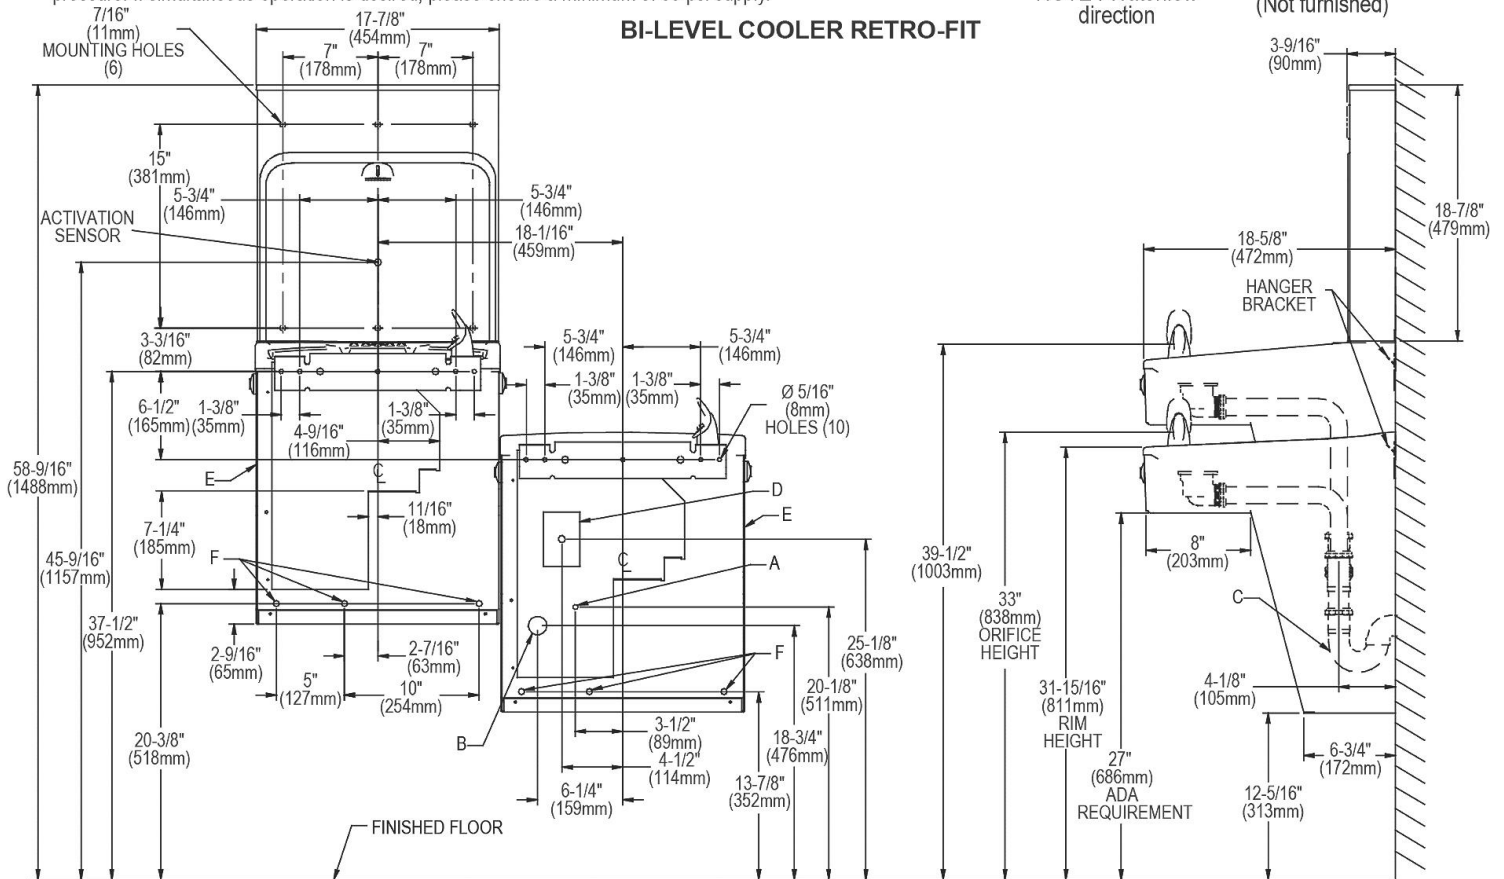 BI-LEVEL COOLER RETRO-FIT
direction
(Not furnished)
7/16"
(11mm)
MOUNTING HOLES
(6)
17-7/8"
(454mm)
7"
(178mm)
7"
(178mm)
3-9/16"
(90mm)
15"
(381mm)
5-3/4"
(146mm)
5-3/4"
(146mm)
ACTIVATION
SENSOR
18-1/16"
(459mm)
18-7/8"
(479mm)
18-5/8"
(472mm)
HANGER
BRACKET
3-3/16"
(82mm)
5-3/4"
(146mm)
5-3/4"
(146mm)
1-3/8"
(35mm)
1-3/8"
(35mm)
Ø 5/16"
(8mm)
HOLES (10)
6-1/2"
(165mm)
1-3/8"
(35mm)
1-3/8"
(35mm)
4-9/16"
(116mm)
58-9/16"
(1488mm)
E
C
L
11/16"
(18mm)
D
E
7-1/4"
(185mm)
45-9/16"
(1157mm)
F
C
L
A
39-1/2"
(1003mm)
8"
(203mm)
37-1/2"
(952mm)
33"
(838mm)
ORIFICE
HEIGHT
C
2-9/16"
(65mm)
2-7/16"
(63mm)
25-1/8"
(638mm)
F
5"
(127mm)
10"
(254mm)
20-1/8"
(511mm)
31-15/16"
(811mm)
RIM
HEIGHT
4-1/8"
(105mm)
20-3/8"
(518mm)
B
3-1/2"
(89mm)
18-3/4"
(476mm)
4-1/2"
(114mm)
6-1/4"
(159mm)
13-7/8"
(352mm)
27"
(686mm)
ADA
REQUIREMENT
6-3/4"
(172mm)
12-5/16"
(313mm)
FINISHED FLOOR